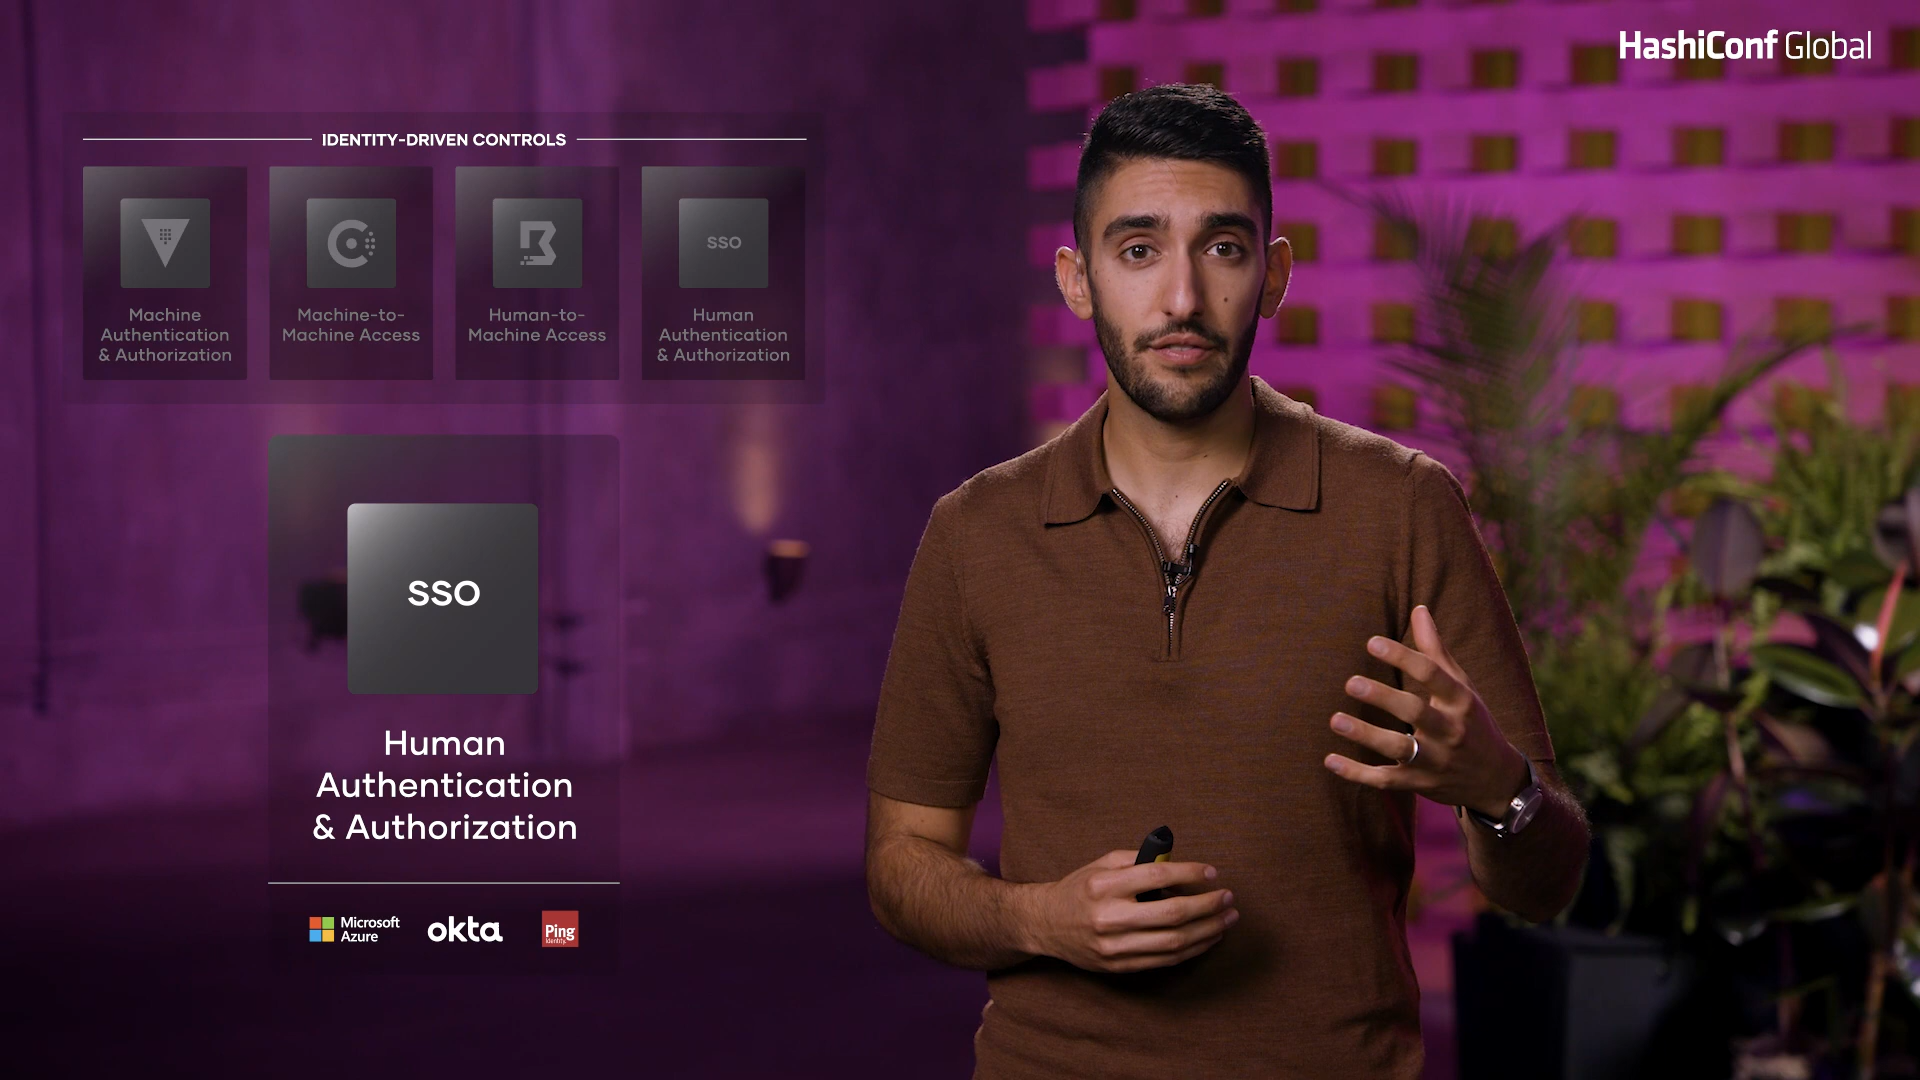 HashiConf Global
IDENTITY-DRIVEN CONTROLS
Machine
Authentication
& Authorization
Machine-to-
Machine Access
Human-to-
Machine Access
SSO
Human
Authentication
& Authorization
SSO
Human
Authentication
& Authorization
Microsoft
Azure
okta
Ping
Identity.